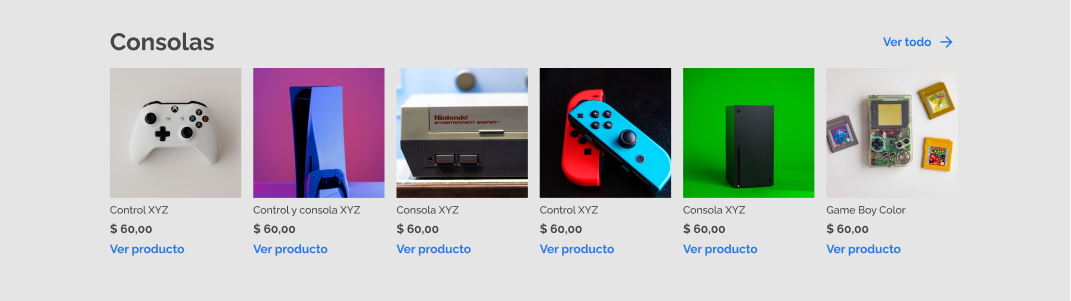 Consolas
Ver todo
Nintendo
ENTERTAINMENT SYSTEM
Control XYZ
$ 60,00
Ver producto
Control y consola XYZ
$ 60,00
Ver producto
Consola XYZ
$ 60,00
Ver producto
Control XYZ
$ 60,00
Ver producto
Consola XYZ
$ 60,00
Ver producto
Game Boy Color
$ 60,00
Ver producto